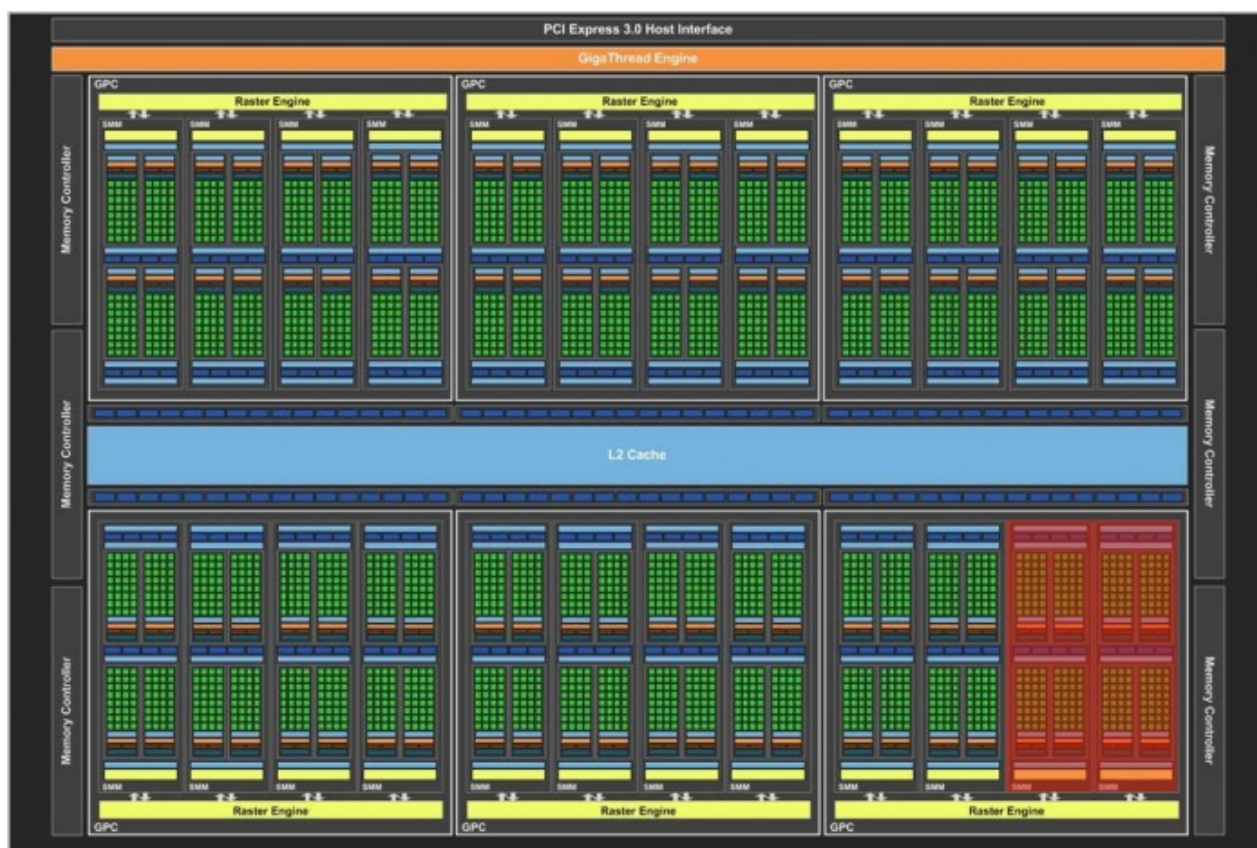 PCI Express 3.0 Host Interface
GigaThread Engine
GPC
GPC
GPC
Raster Engine
Raster Engine
Raster Engine
SMM
SMM
SMM
SMM
SMM
SMM
SMM
SMM
SMM
SMM
SMM
SMM
Memory Controller
Memory Controller
Memory Controller
L2 Cache
Memory Controller
Memory Controller
Memory Controller
SMM
SMM
SMM
SMM
SMM
SMM
SMM
SMM
SMM
SMM
SMM
SMM
Raster Engine
Raster Engine
Raster Engine
GPC
GPC
GPC